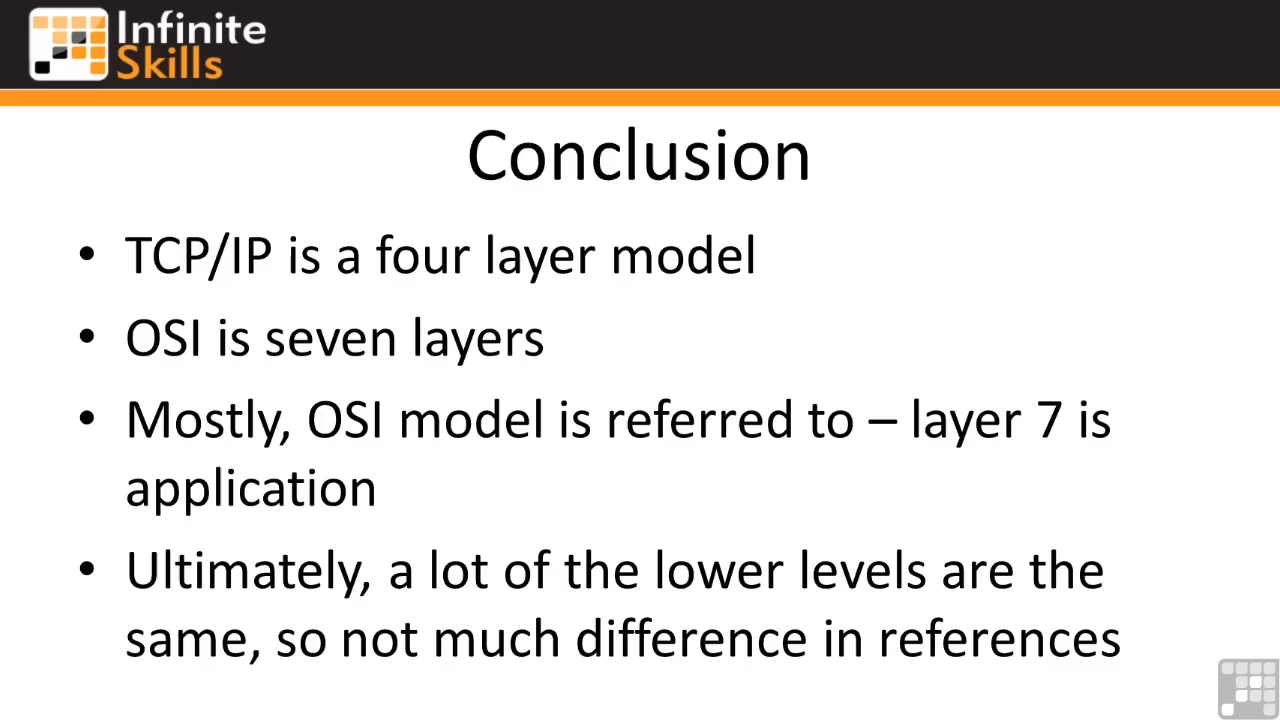 Infinite
Skills
Conclusion
• TCP/IP is a four layer model
• OSI is seven layers
• Mostly, OSI model is referred to – layer 7 is
application
• Ultimately, a lot of the lower levels are the
same, so not much difference in references